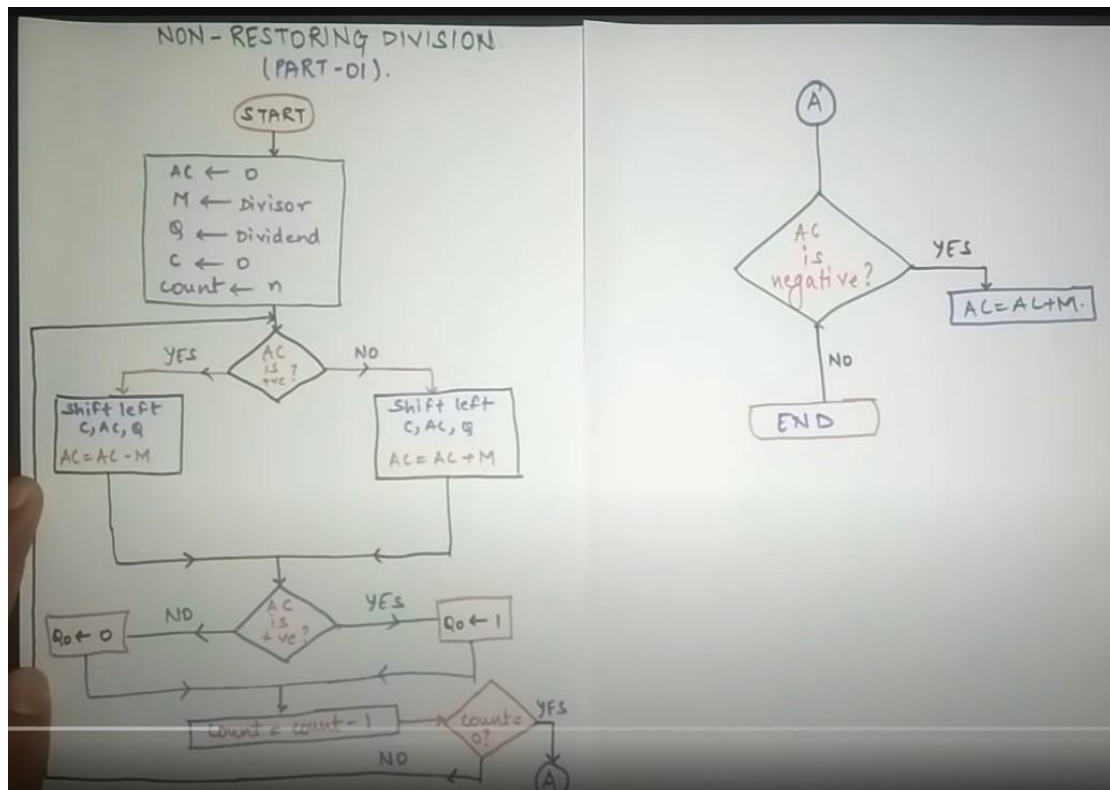 NON-RESTORING DIVISION
(PART-01).
START
AC ← 0
M ← Divisor
Q ← Dividend
C ← 0
count ← n
AC
is
+ve?
YES
NO
Shift left
C, AC, Q
AC = AC - M
Shift left
C, AC, Q
AC = AC + M
AC
is
+ve?
NO
YES
Q0 ← 0
Q0 ← 1
count = count - 1
count =
0?
YES
NO
A
A
AC
is
negative?
YES
AC = AC+M.
NO
END